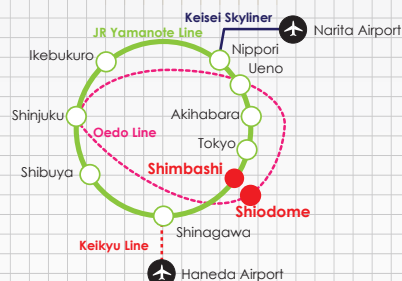 Keisei Skyliner
JR Yamanote Line
Narita Airport
Nippori
Ikebukuro
Ueno
Shinjuku
Akihabara
Oedo Line
Tokyo
Shimbashi
Shibuya
Shiodome
Shinagawa
Keikyu Line
Haneda Airport